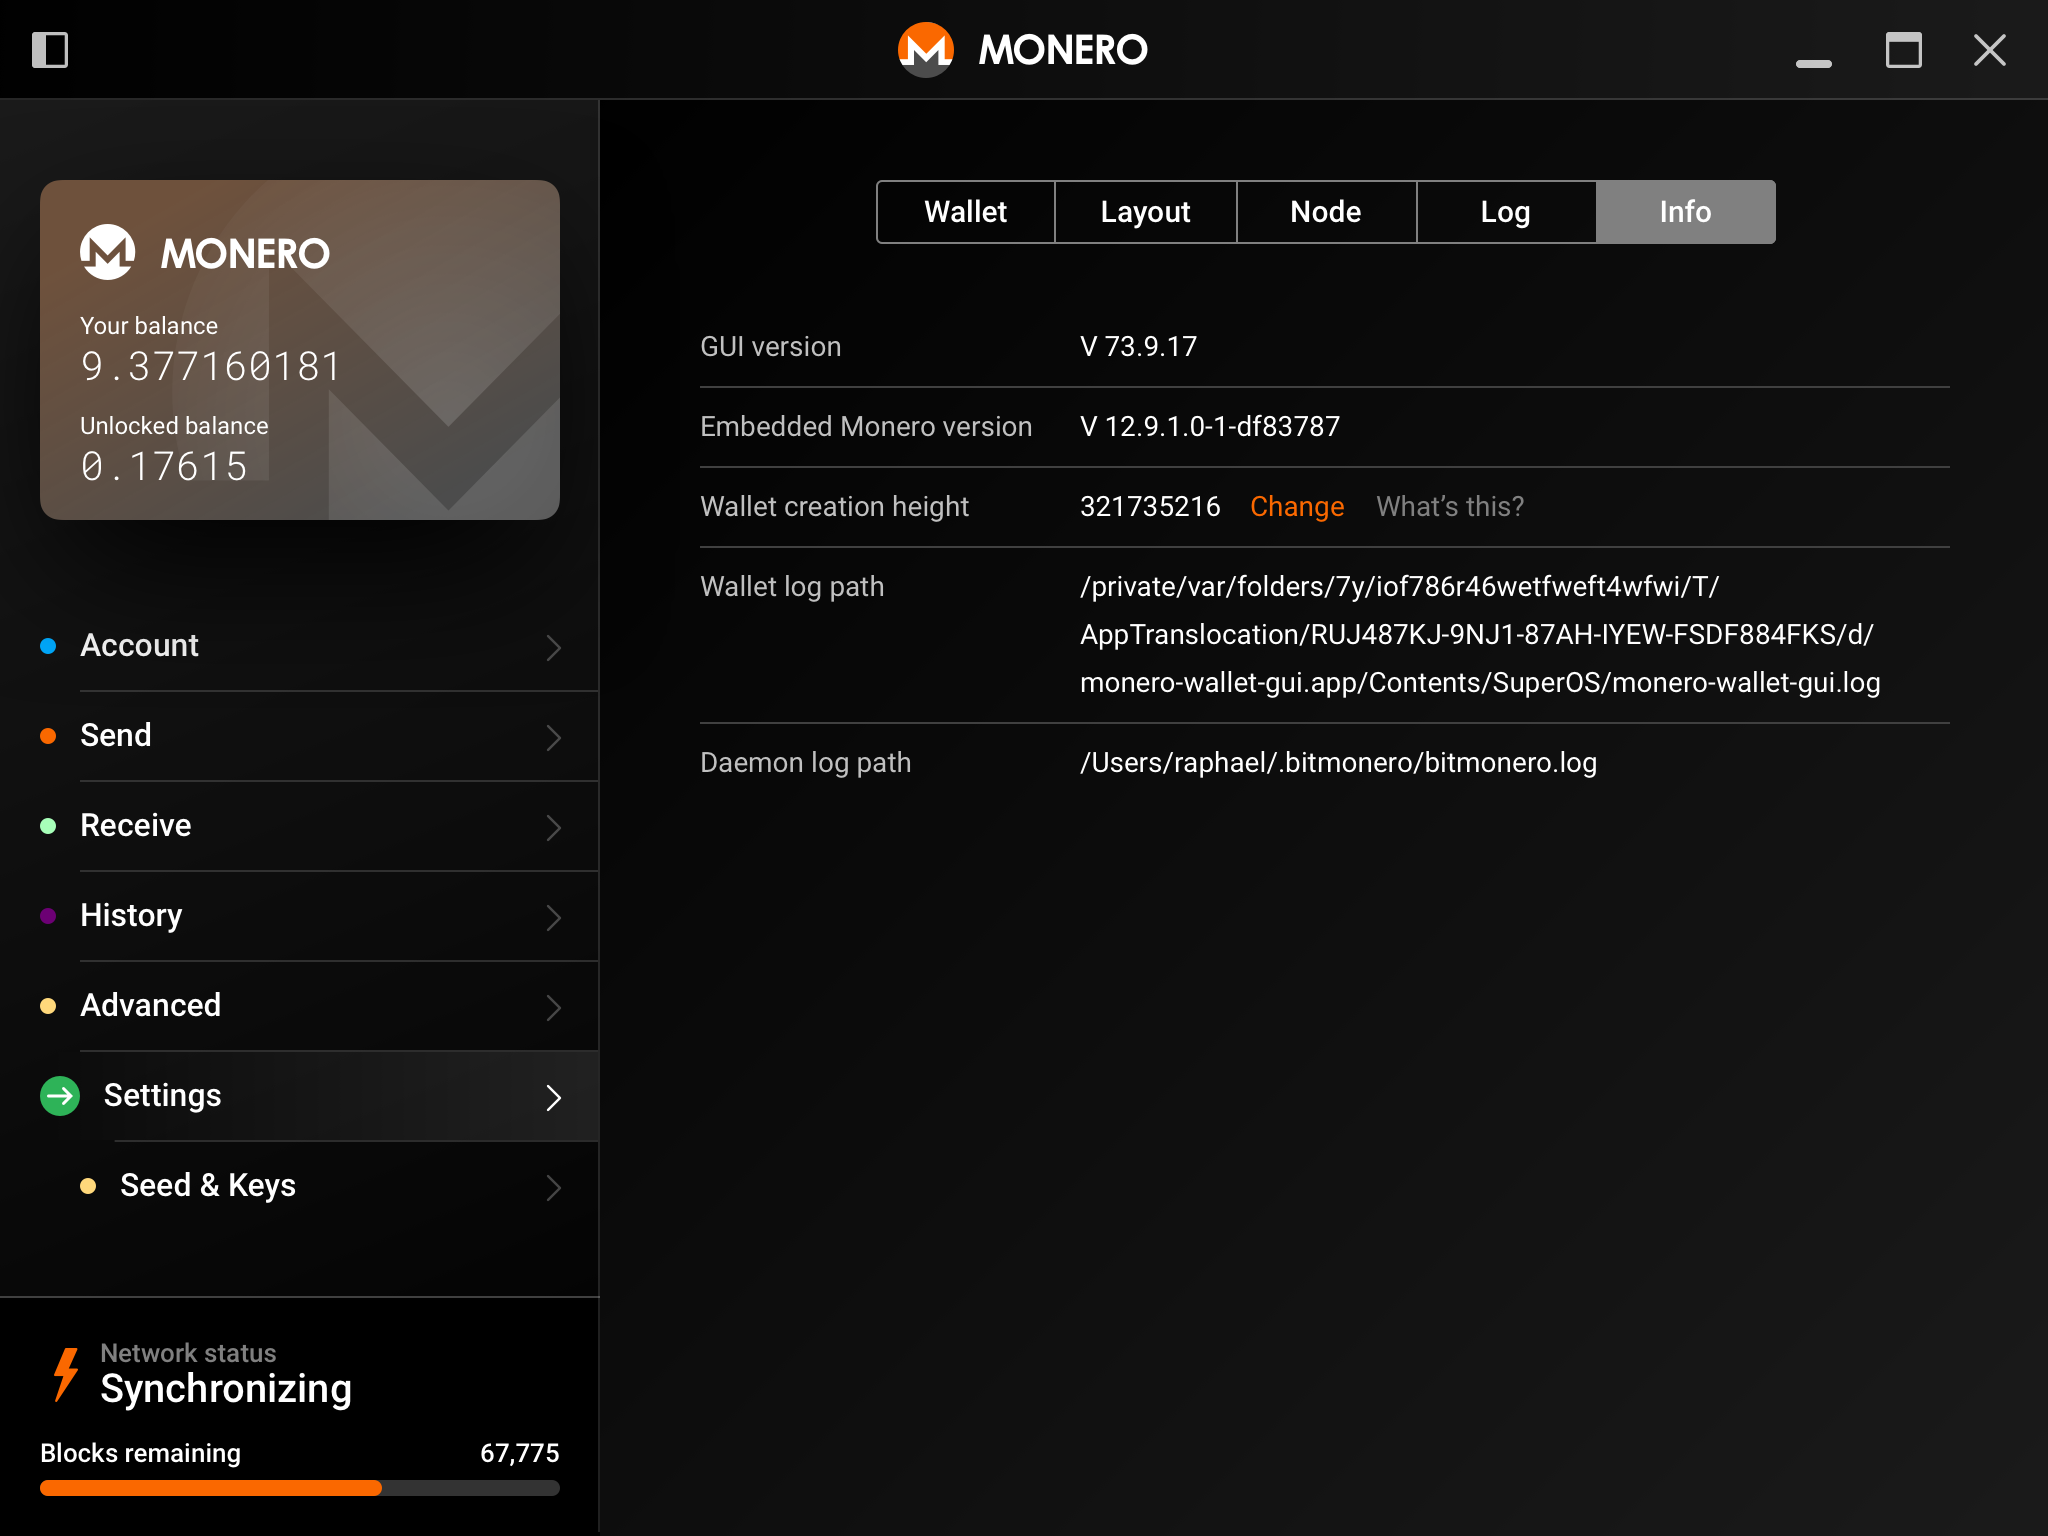 MONERO
MONERO
Your balance
9.377160181
Unlocked balance
0.17615
Account
Send
Receive
History
Advanced
Settings
Seed & Keys
Network status
Synchronizing
Blocks remaining 67,775
Wallet Layout Node Log Info
GUI version V 73.9.17
Embedded Monero version V 12.9.1.0-1-df83787
Wallet creation height 321735216 Change What’s this?
Wallet log path /private/var/folders/7y/iof786r46wetfweft4wfwi/T/
AppTranslocation/RUJ487KJ-9NJ1-87AH-IYEW-FSDF884FKS/d/
monero-wallet-gui.app/Contents/SuperOS/monero-wallet-gui.log
Daemon log path /Users/raphael/.bitmonero/bitmonero.log